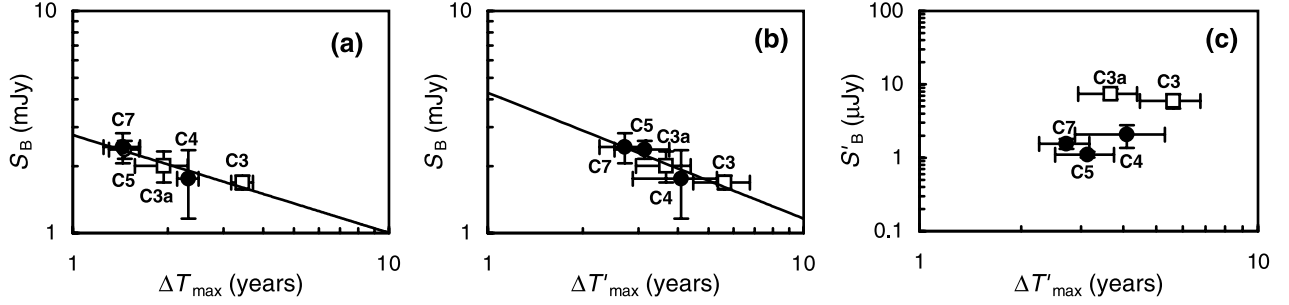 10
(a)
C7
C4
C3
C5
C3a
S_B (mJy)
1
1
10
ΔT_max (years)
10
(b)
C5
C3a
C3
C7
C4
S_B (mJy)
1
1
10
ΔT'_max (years)
100
(c)
10
C3a
C3
C7
1
C4
C5
S'_B (μJy)
0.1
1
10
ΔT'_max (years)